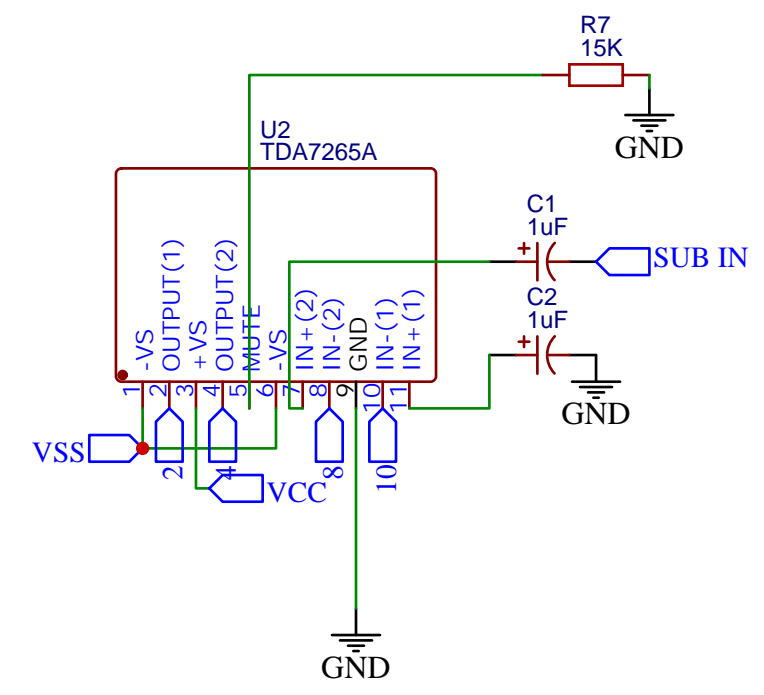 R7
15K
GND
U2
TDA7265A
C1
1uF
SUB IN
C2
1uF
GND
-VS
OUTPUT(1)
+VS
OUTPUT(2)
MUTE
-VS
IN+(2)
IN-(2)
GND
IN-(1)
IN+(1)
1
2
3
4
5
6
7
8
9
10
11
VSS
2
4
8
10
VCC
GND